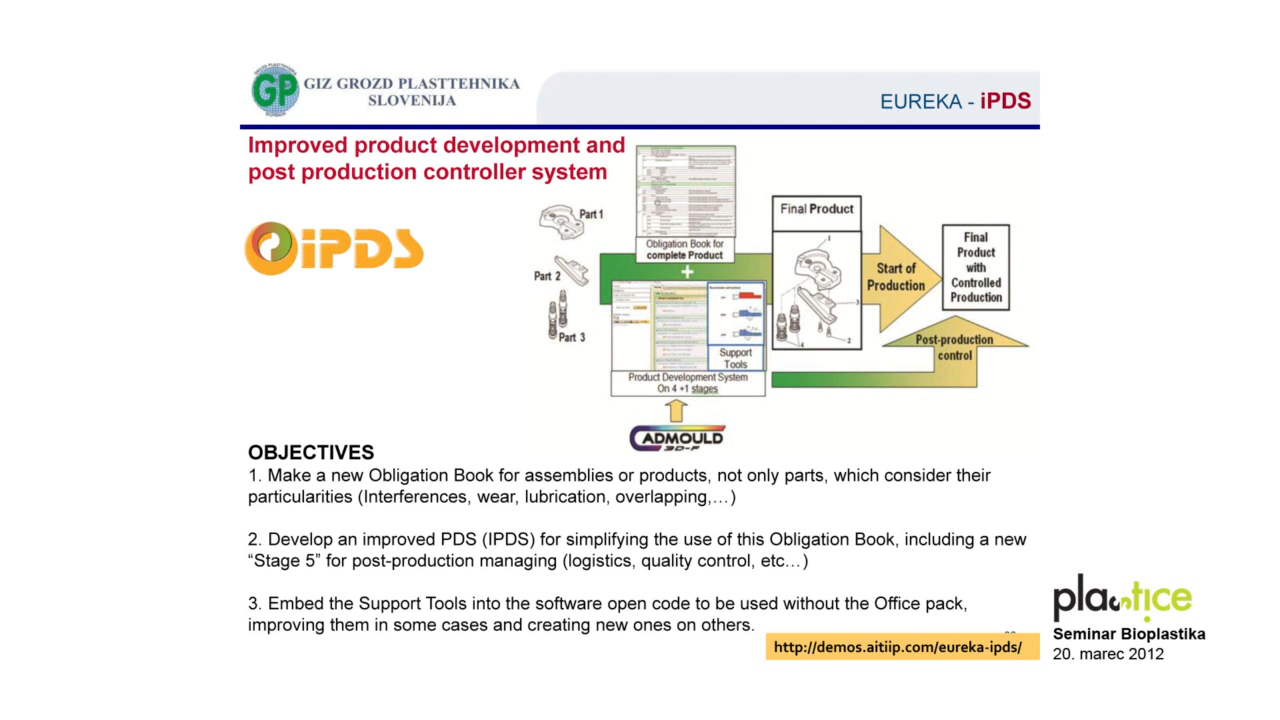 GP
GIZ GROZD PLASTTEHNIKA
SLOVENIJA
EUREKA - iPDS
Improved product development and
post production controller system
iPDS
Part 1
Part 2
Part 3
Obligation Book for
complete Product
+
Support
Tools
Product Development System
On 4 +1 stages
CADMOULD
3D-F
Final Product
1
3
2
4
Start of
Production
Final
Product
with
Controlled
Production
Post-production
control
OBJECTIVES
1. Make a new Obligation Book for assemblies or products, not only parts, which consider their
particularities (Interferences, wear, lubrication, overlapping,…)
2. Develop an improved PDS (IPDS) for simplifying the use of this Obligation Book, including a new
“Stage 5” for post-production managing (logistics, quality control, etc…)
3. Embed the Support Tools into the software open code to be used without the Office pack,
improving them in some cases and creating new ones on others.
http://demos.aitiip.com/eureka-ipds/
plastice
Seminar Bioplastika
20. marec 2012